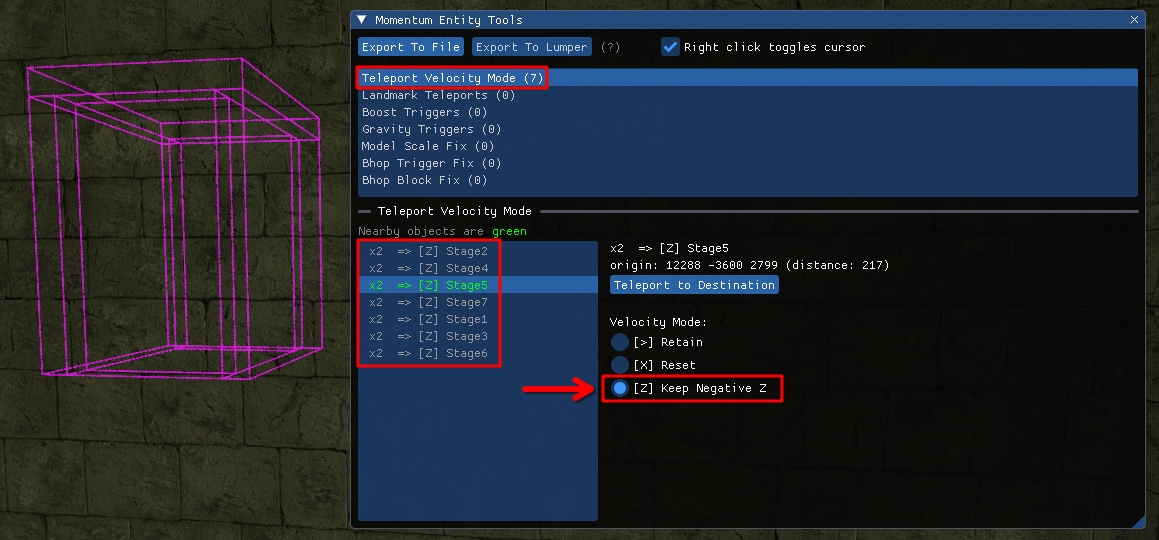 Momentum Entity Tools
Export To File Export To Lumper (?) Right click toggles cursor
Teleport Velocity Mode (7)
Landmark Teleports (0)
Boost Triggers (0)
Gravity Triggers (0)
Model Scale Fix (0)
Bhop Trigger Fix (0)
Bhop Block Fix (0)
Teleport Velocity Mode
Nearby objects are green
x2 => [Z] Stage2
x2 => [Z] Stage4
x2 => [Z] Stage5
x2 => [Z] Stage7
x2 => [Z] Stage1
x2 => [Z] Stage3
x2 => [Z] Stage6
x2 => [Z] Stage5
origin: 12288 -3600 2799 (distance: 217)
Teleport to Destination
Velocity Mode:
[>] Retain
[X] Reset
[Z] Keep Negative Z